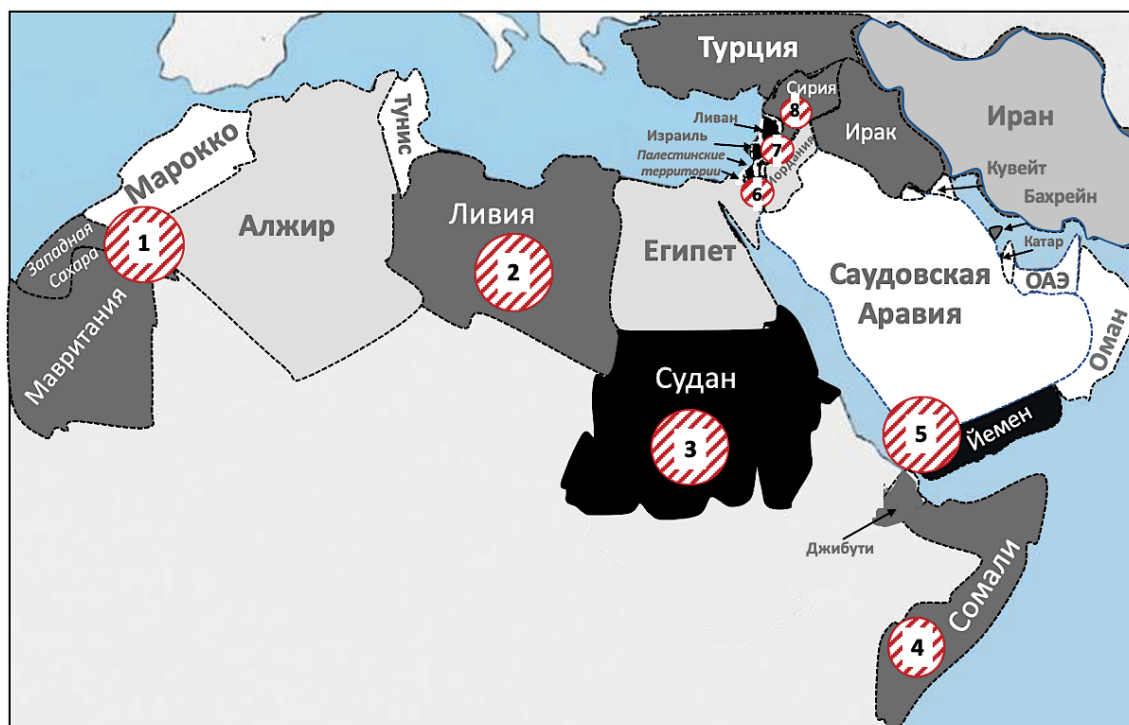 Турция
Сирия
8
Ливан
Израиль
Палестинские
территории
7
Иордания
6
Ирак
Иран
Кувейт
Бахрейн
Катар
ОАЭ
Оман
Саудовская
Аравия
Тунис
Марокко
Западная
Сахара
1
Алжир
Ливия
2
Египет
Мавритания
Судан
3
5
Йемен
Джибути
Сомали
4